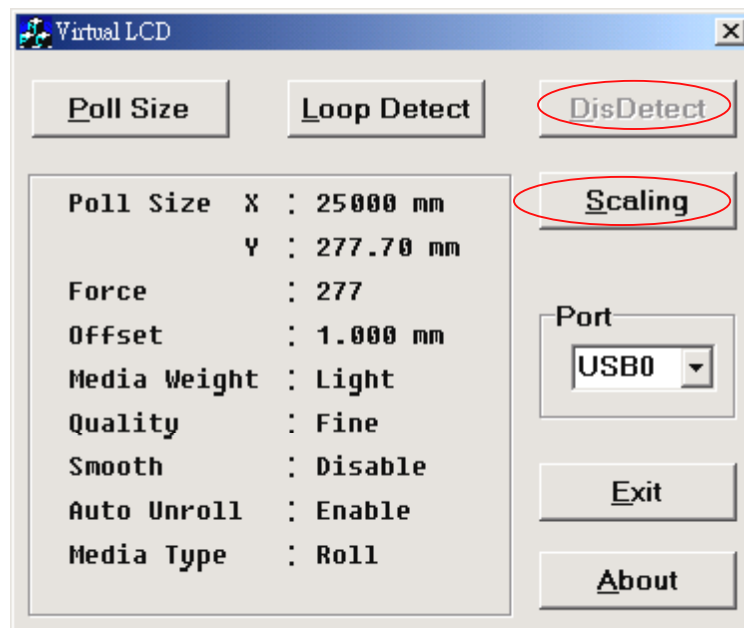 Virtual LCD
Poll Size Loop Detect DisDetect
Scaling
Poll Size X : 25000 mm
Y : 277.70 mm
Force : 277
Offset : 1.000 mm
Media Weight : Light
Quality : Fine
Smooth : Disable
Auto Unroll : Enable
Media Type : Roll
Port
USB0
Exit
About